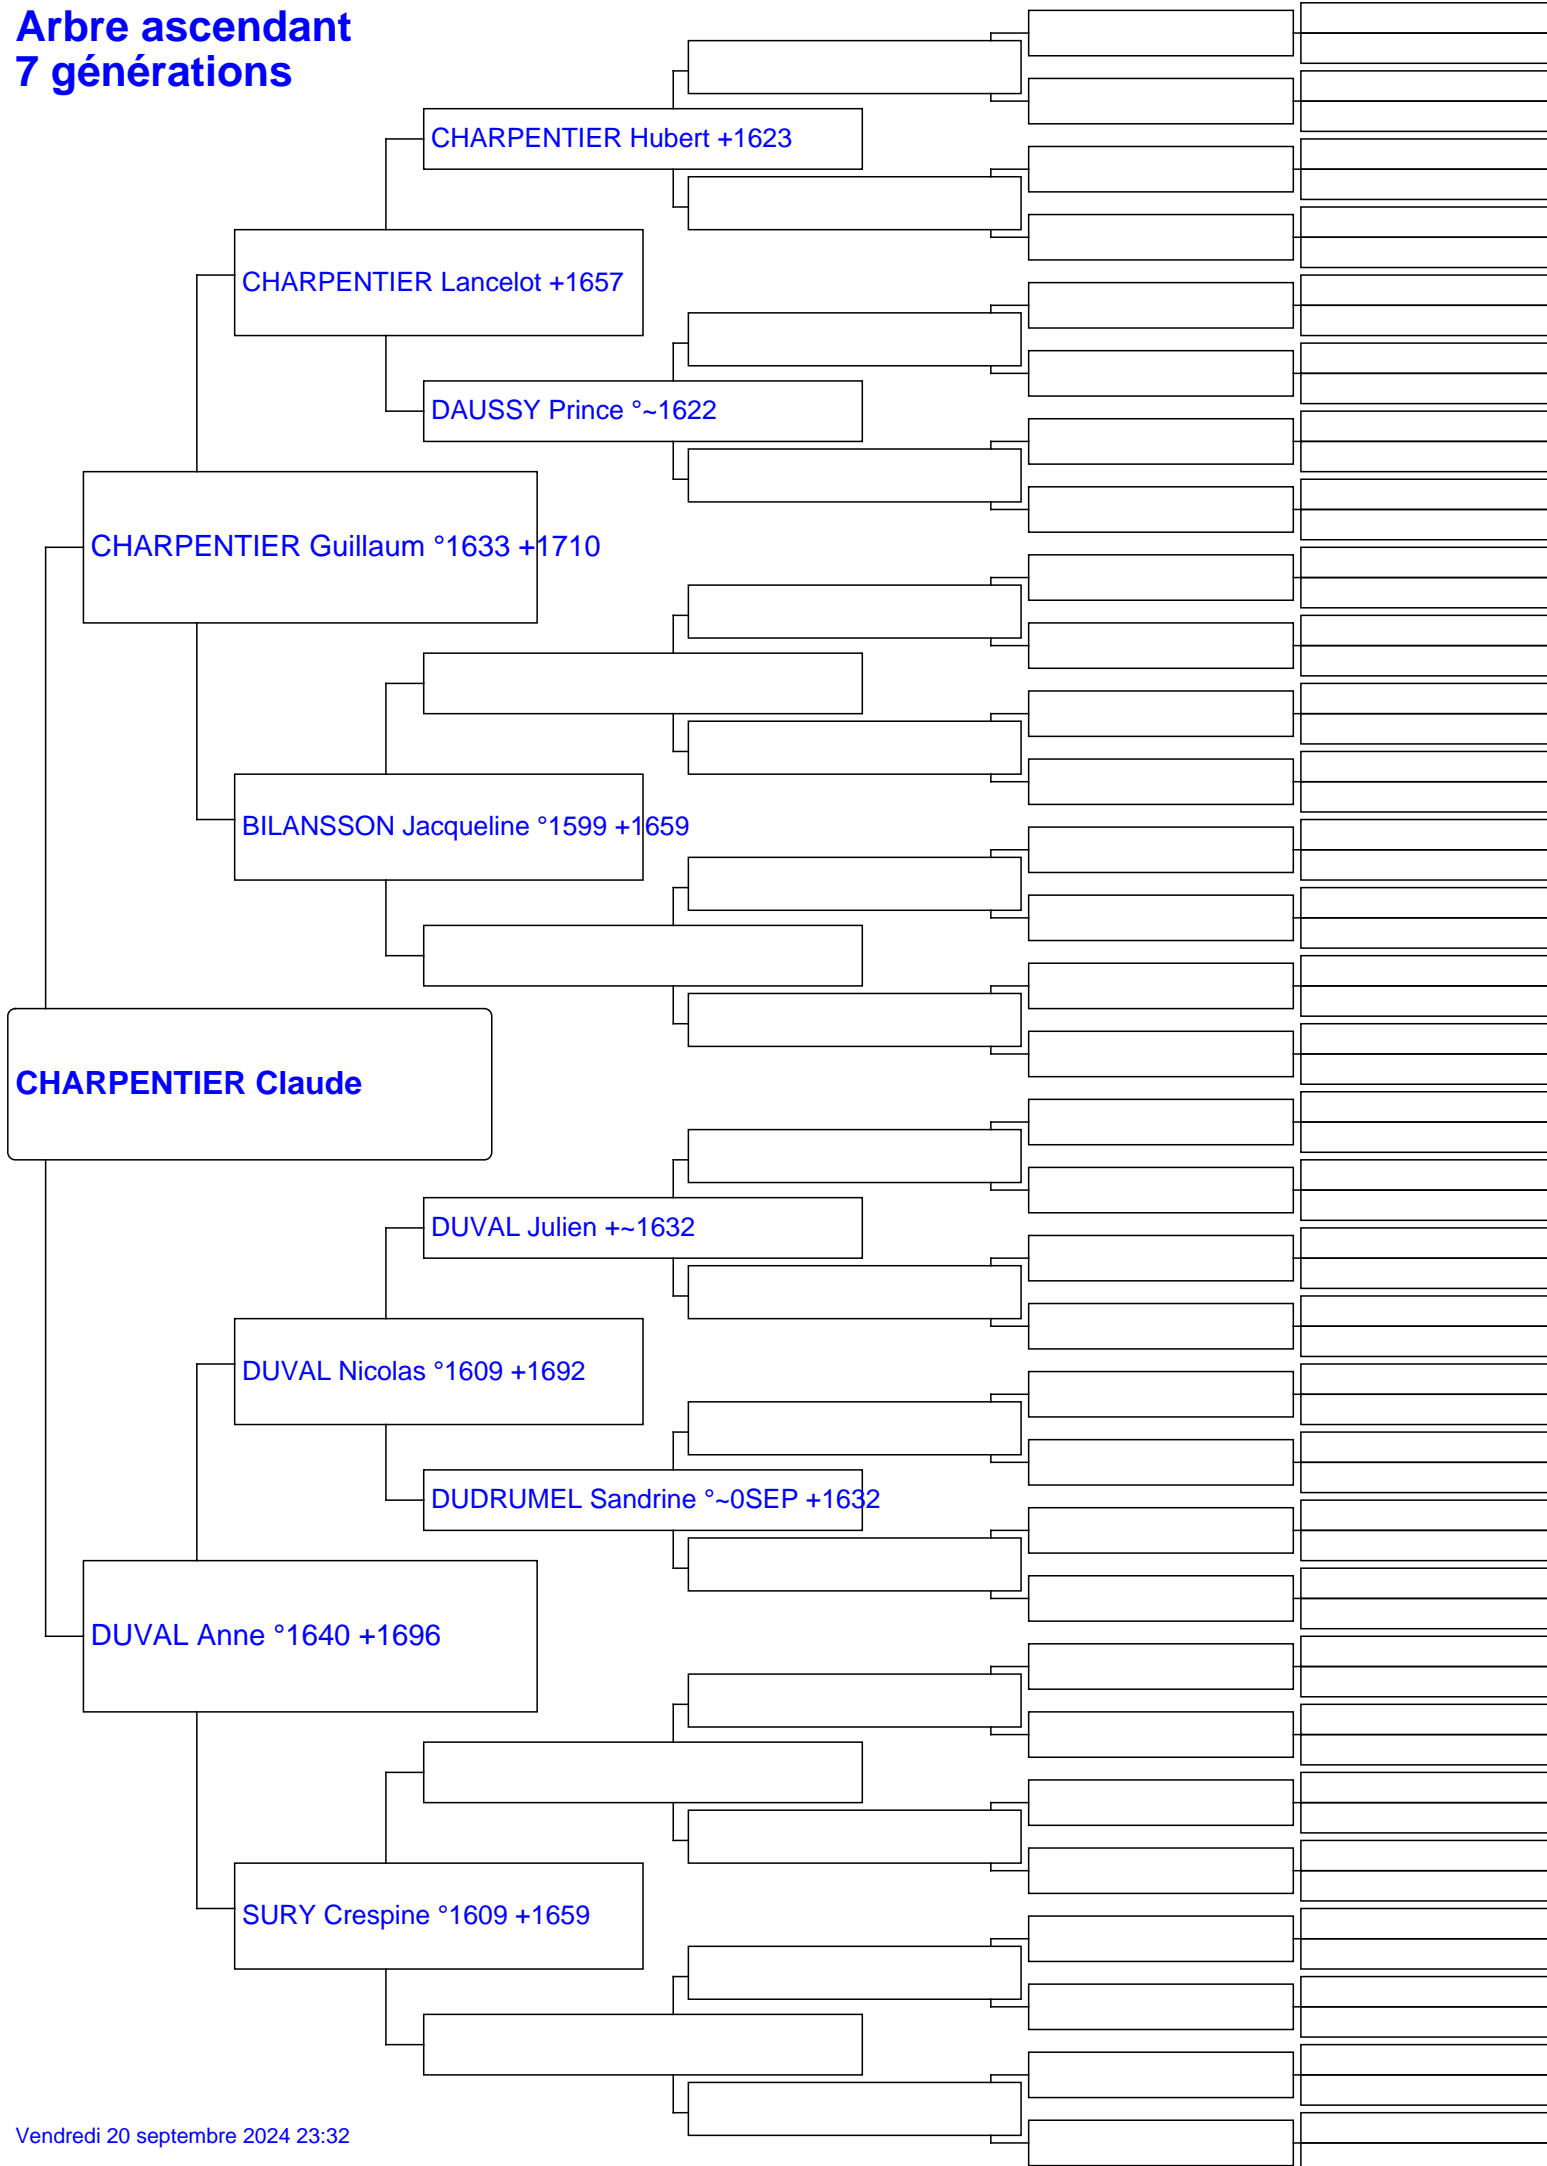 Arbre ascendant
7 générations
CHARPENTIER Hubert +1623
CHARPENTIER Lancelot +1657
DAUSSY Prince °~1622
CHARPENTIER Guillaum °1633 +1710
BILANSSON Jacqueline °1599 +1659
CHARPENTIER Claude
DUVAL Julien +~1632
DUVAL Nicolas °1609 +1692
DUDRUMEL Sandrine °~0SEP +1632
DUVAL Anne °1640 +1696
SURY Crespine °1609 +1659
Vendredi 20 septembre 2024 23:32